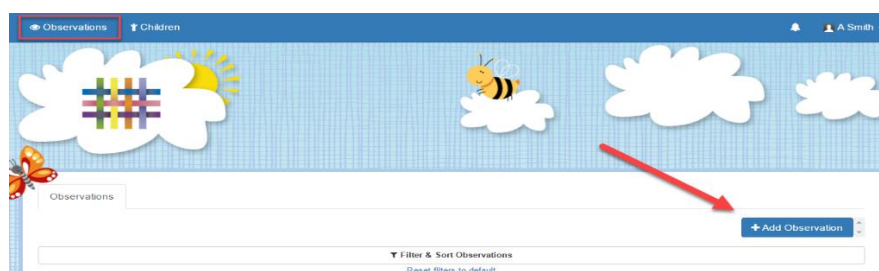 Observations Children A Smith
Observations
+ Add Observation
Filter & Sort Observations
Reset filters to default